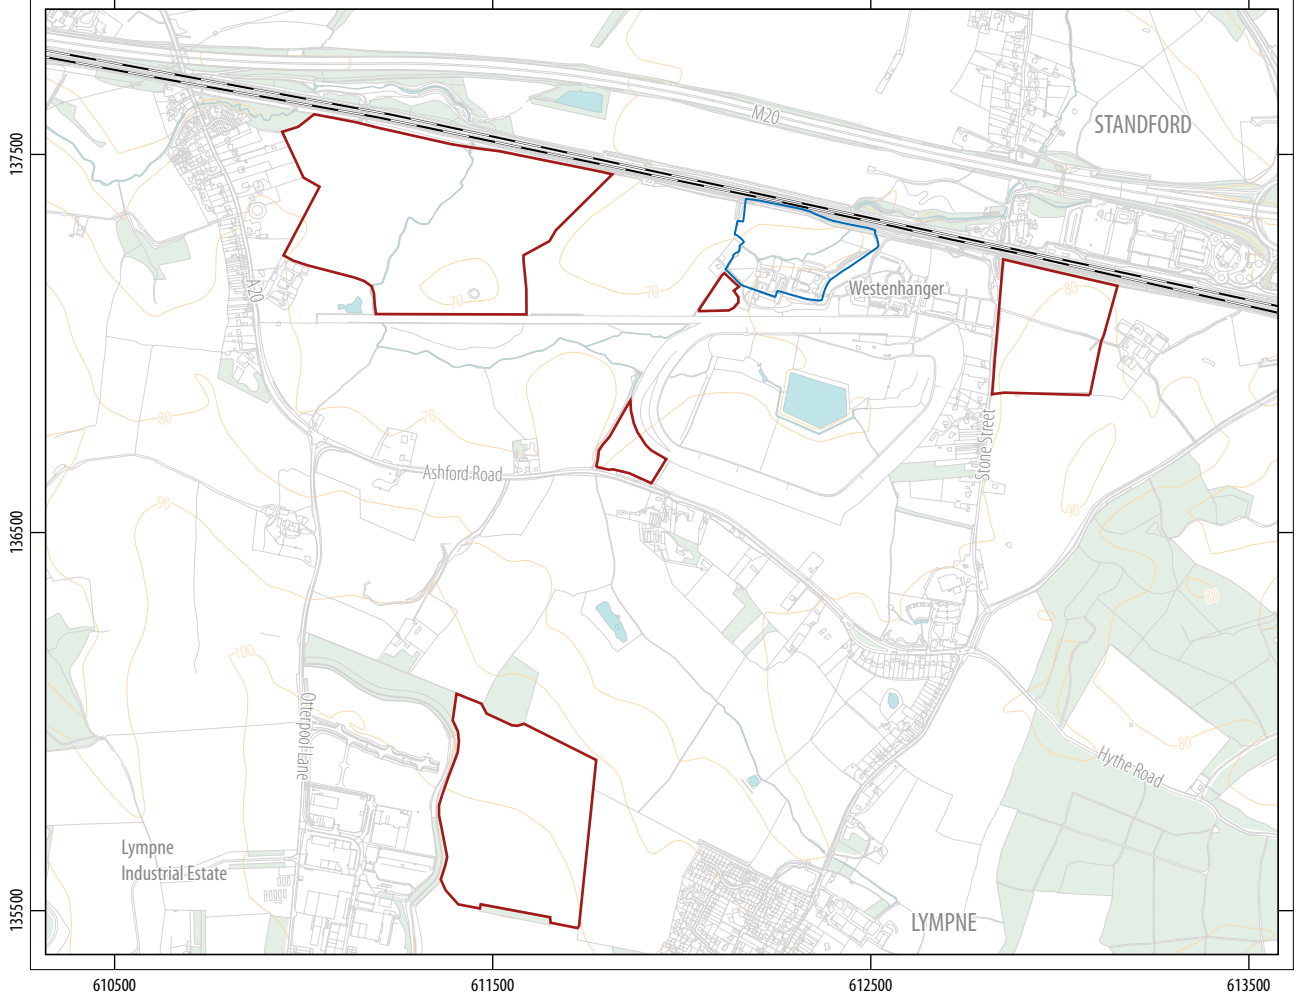 M20
STANDFORD
137500
A20
70
70
80
Westenhanger
80
70
Stone Street
Ashford Road
90
90
136500
80
100
Otterpool Lane
80
Hythe Road
Lympne
Industrial Estate
135500
LYMPNE
610500
611500
612500
613500